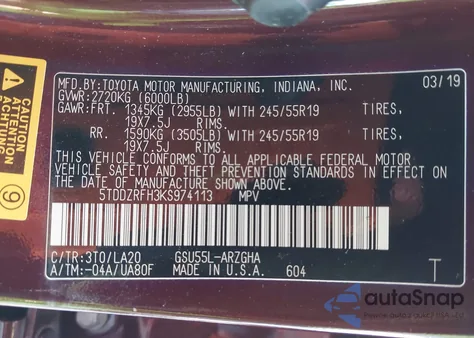 MFD. BY:TOYOTA MOTOR MANUFACTURING, INDIANA, INC. 03/19
GVWR:2720KG (6000LB)
GAWR:FRT. 1345KG (2955LB) WITH 245/55R19 TIRES,
19X7.5J RIMS.
RR. 1590KG (3505LB) WITH 245/55R19 TIRES,
19X7.5J RIMS.
THIS VEHICLE CONFORMS TO ALL APPLICABLE FEDERAL MOTOR
VEHICLE SAFETY AND THEFT PREVENTION STANDARDS IN EFFECT
ON THE DATE OF MANUFACTURE SHOWN ABOVE.
5TDDZRFH3KS974113 MPV
C/TR:3T0/LA20 GSU55L-ARZGHA
A/TM:-04A/UA80F MADE IN U.S.A. 604 T
CAUTION
ATTENTION
9
autoSnap